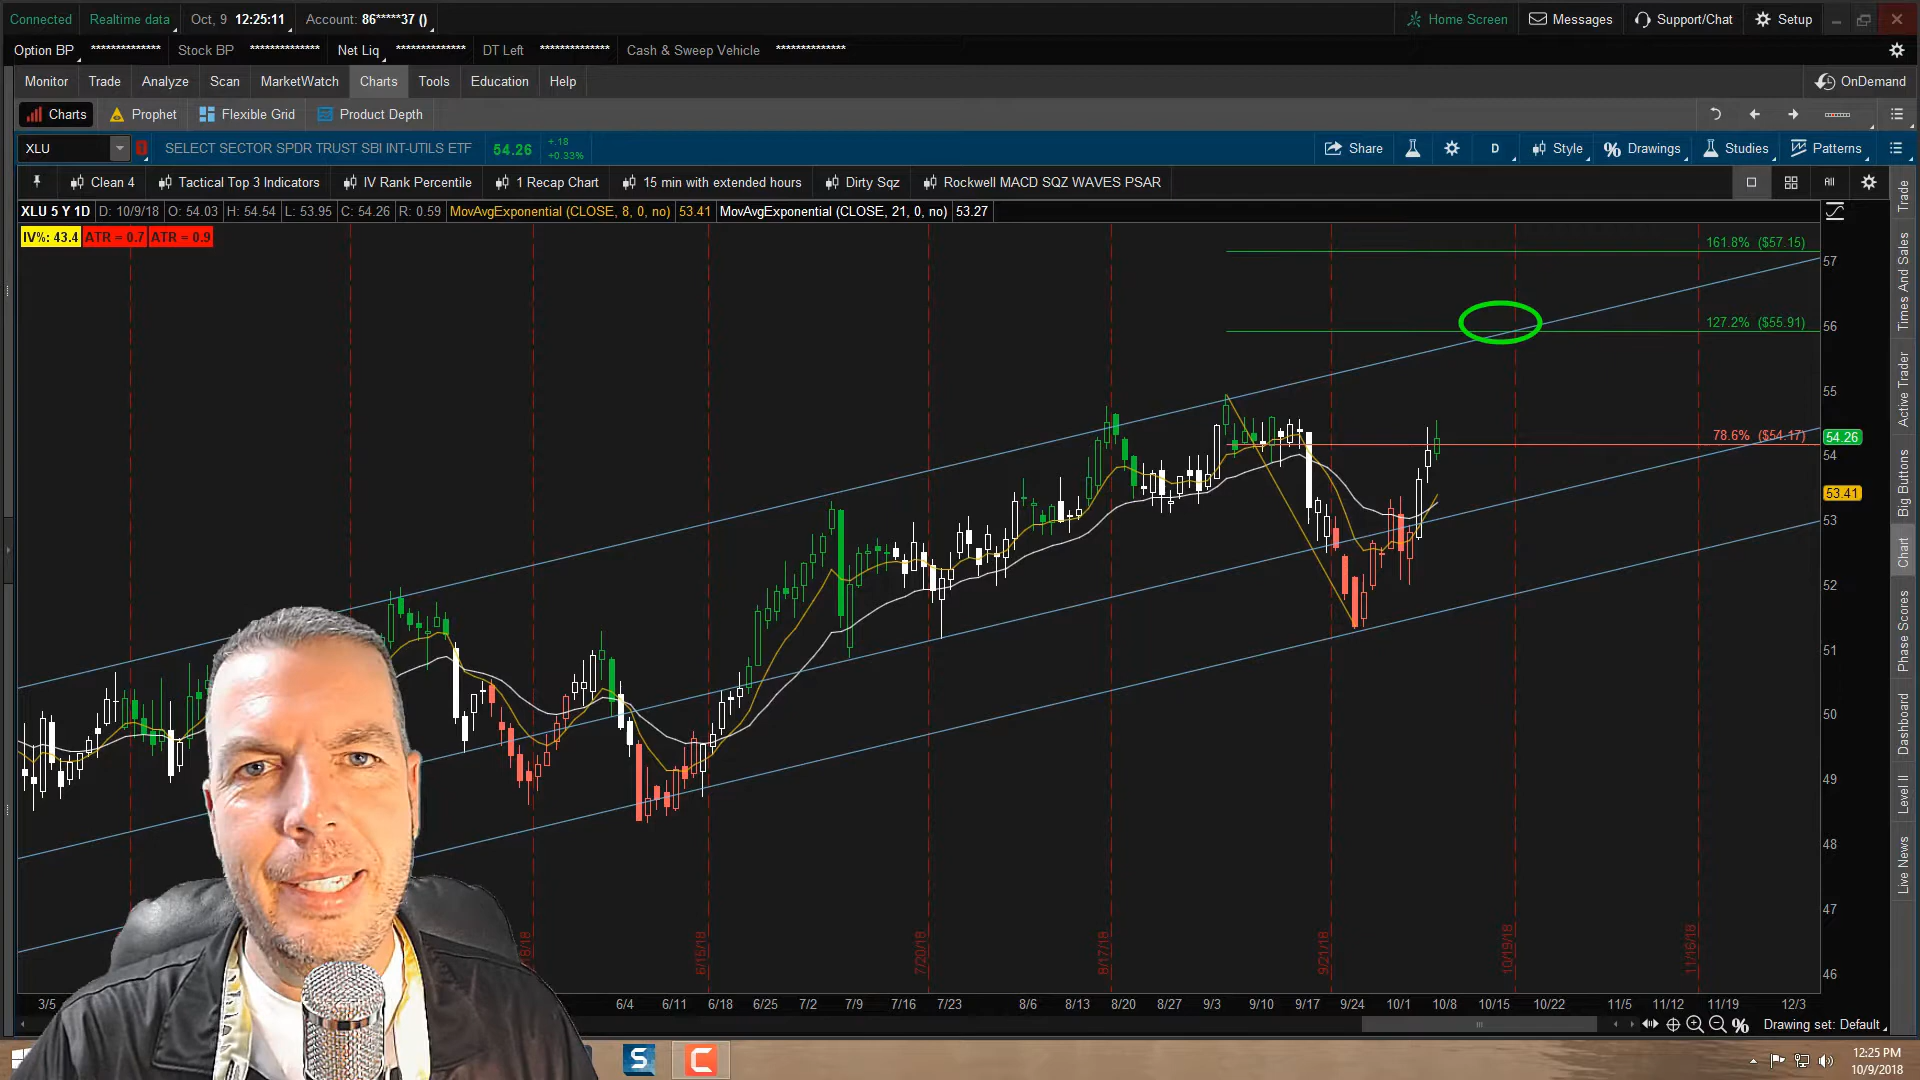 Connected Realtime data Oct, 9 12:25:11 Account: 86*****37 () Home Screen Messages Support/Chat Setup
Option BP ************** Stock BP ************** Net Liq ************** DT Left ************** Cash & Sweep Vehicle **************
Monitor Trade Analyze Scan MarketWatch Charts Tools Education Help OnDemand
Charts Prophet Flexible Grid Product Depth
XLU SELECT SECTOR SPDR TRUST SBI INT-UTILS ETF 54.26 +.18 +0.33% Share D Style Drawings Studies Patterns
Clean 4 Tactical Top 3 Indicators IV Rank Percentile 1 Recap Chart 15 min with extended hours Dirty Sqz Rockwell MACD SQZ WAVES PSAR All
XLU 5 Y 1D D: 10/9/18 O: 54.03 H: 54.54 L: 53.95 C: 54.26 R: 0.59 MovAvgExponential (CLOSE, 8, 0, no) 53.41 MovAvgExponential (CLOSE, 21, 0, no) 53.27
IV%: 43.4 ATR = 0.7 ATR = 0.9
161.8% ($57.15)
57
127.2% ($55.91)
56
55
78.6% ($54.17)
54.26
54
53.41
53
52
51
50
49
48
47
46
6/15/18 7/20/18 8/17/18 9/21/18 10/19/18 11/16/18
3/5 6/4 6/11 6/18 6/25 7/2 7/9 7/16 7/23 8/6 8/13 8/20 8/27 9/3 9/10 9/17 9/24 10/1 10/8 10/15 10/22 11/5 11/12 11/19 12/3
Drawing set: Default
Trade
Times And Sales
Active Trader
Big Buttons
Chart
Phase Scores
Dashboard
Level II
Live News
S C
12:25 PM
10/9/2018